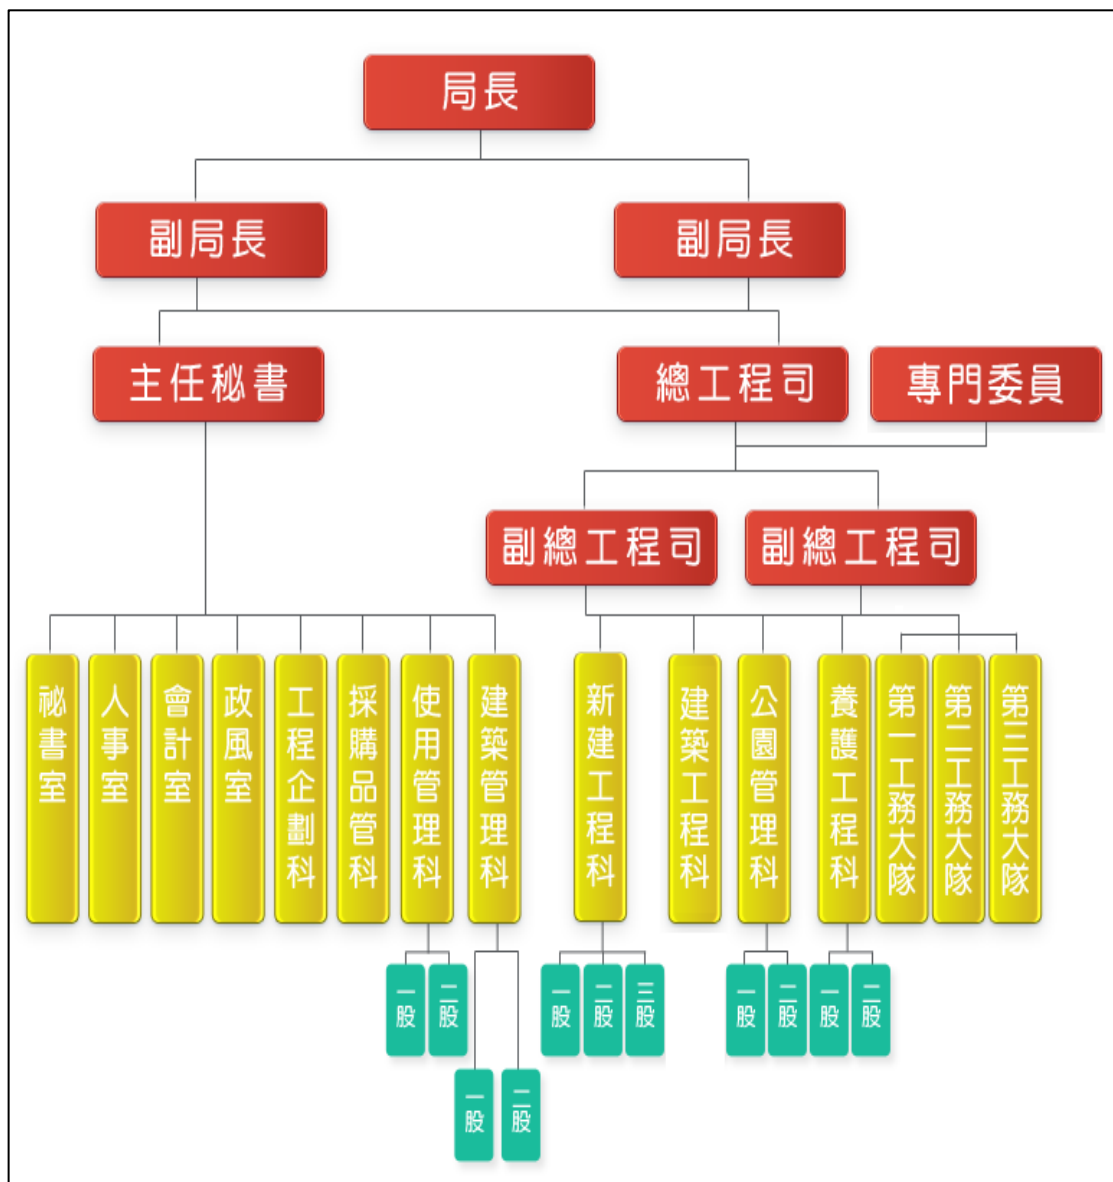 局長
副局長
副局長
主任秘書
總工程司
專門委員
副總工程司
副總工程司
祕書室
人事室
會計室
政風室
工程企劃科
採購品管科
使用管理科
建築管理科
新建工程科
建築工程科
公園管理科
養護工程科
第一工務大隊
第二工務大隊
第三工務大隊
一股
二股
一股
二股
三股
一股
二股
一股
二股
一股
二股